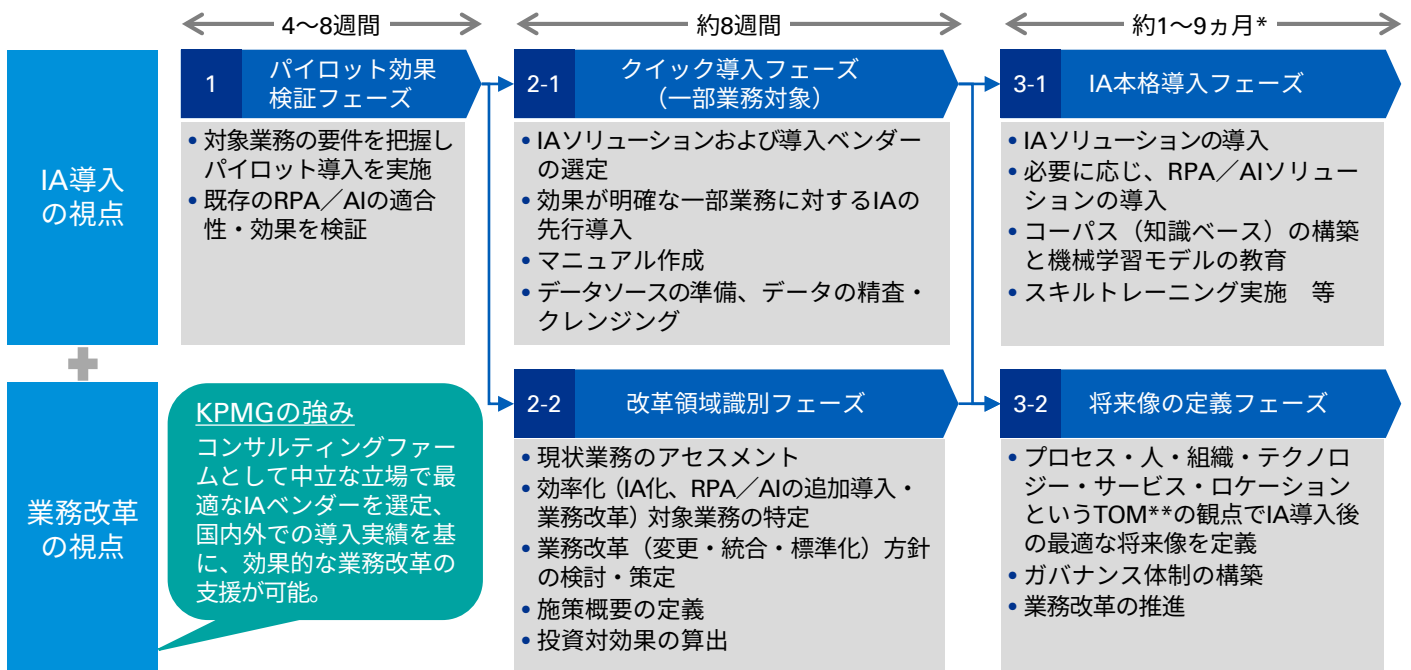 4～8週間
約8週間
約1～9ヵ月*
IA導入
の視点
1
パイロット効果
検証フェーズ
• 対象業務の要件を把握し
パイロット導入を実施
• 既存のRPA／AIの適合
性・効果を検証
2-1
クイック導入フェーズ
（一部業務対象）
• IAソリューションおよび導入ベンダー
の選定
• 効果が明確な一部業務に対するIAの
先行導入
• マニュアル作成
• データソースの準備、データの精査・
クレンジング
3-1
IA本格導入フェーズ
• IAソリューションの導入
• 必要に応じ、RPA／AIソリュー
ションの導入
• コーパス（知識ベース）の構築
と機械学習モデルの教育
• スキルトレーニング実施　等
業務改革
の視点
KPMGの強み
コンサルティングファー
ムとして中立な立場で最
適なIAベンダーを選定、
国内外での導入実績を基
に、効果的な業務改革の
支援が可能。
2-2
改革領域識別フェーズ
• 現状業務のアセスメント
• 効率化（IA化、RPA／AIの追加導入・
業務改革）対象業務の特定
• 業務改革（変更・統合・標準化）方針
の検討・策定
• 施策概要の定義
• 投資対効果の算出
3-2
将来像の定義フェーズ
• プロセス・人・組織・テクノロ
ジー・サービス・ロケーション
というTOM**の観点でIA導入後
の最適な将来像を定義
• ガバナンス体制の構築
• 業務改革の推進